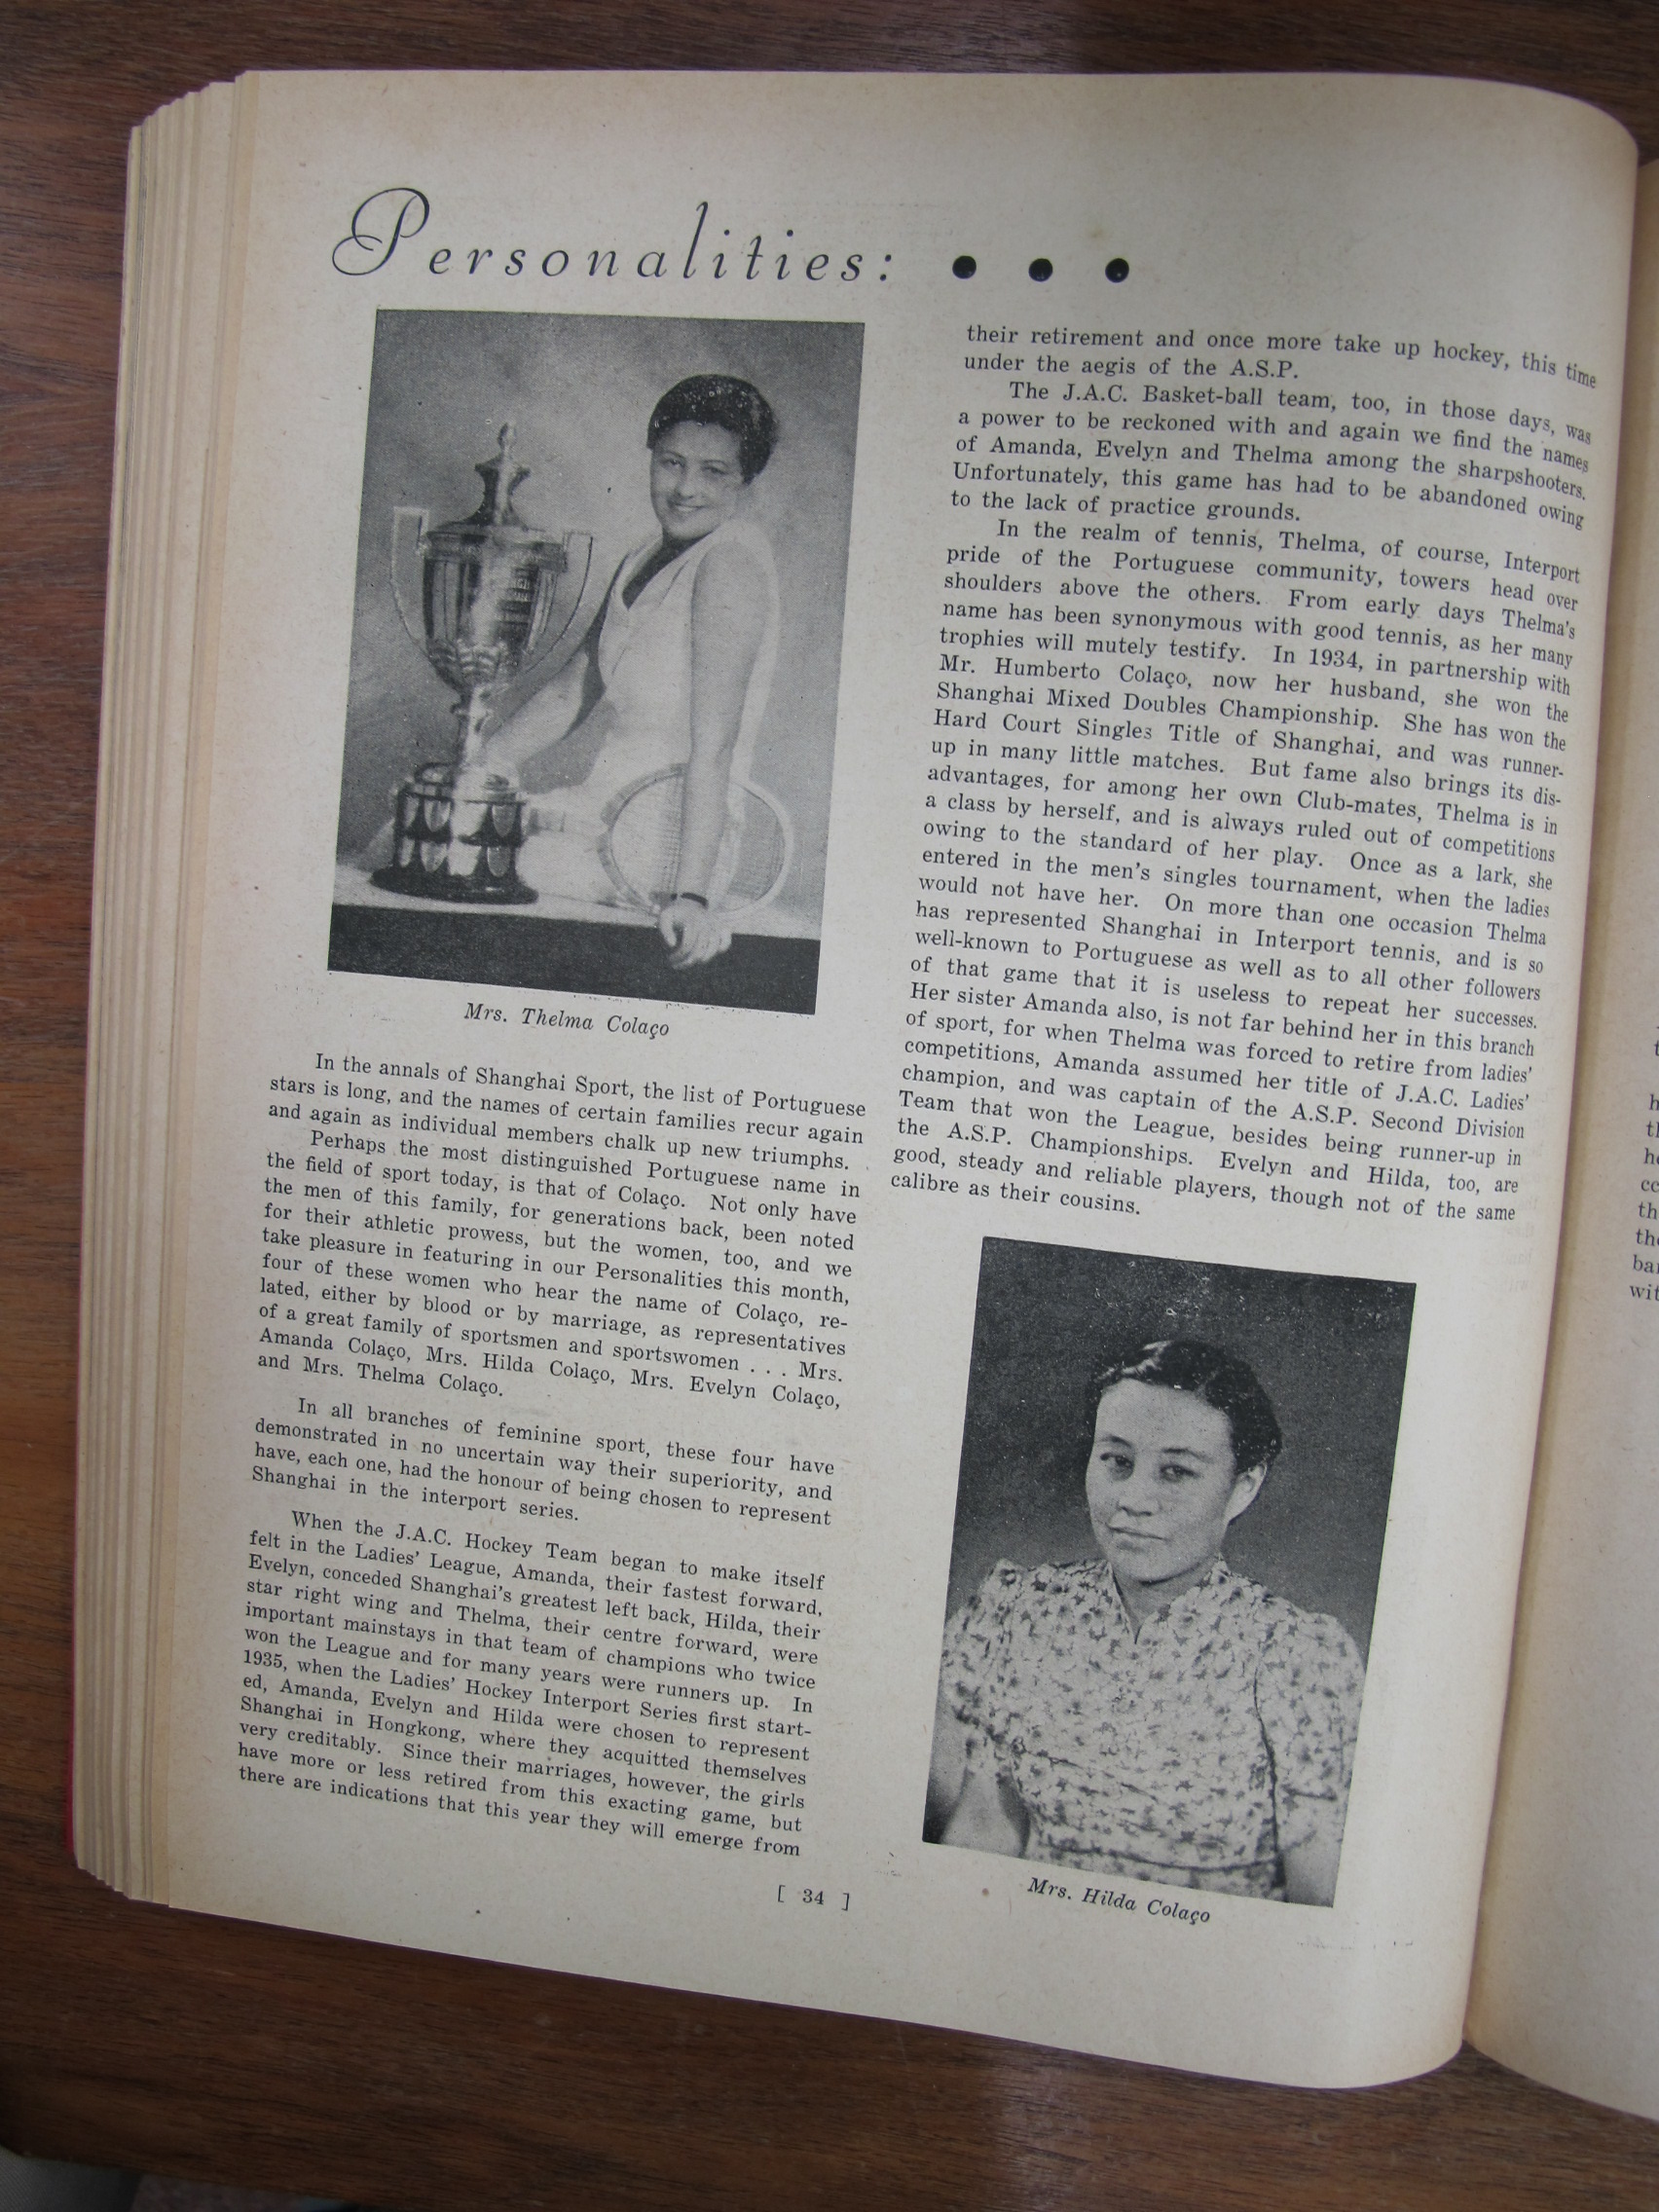 Personalities: • • •
Mrs. Thelma Colaço
In the annals of Shanghai Sport, the list of Portuguese
stars is long, and the names of certain families recur again
and again as individual members chalk up new triumphs.
Perhaps the most distinguished Portuguese name in
the field of sport today, is that of Colaço. Not only have
the men of this family, for generations back, been noted
for their athletic prowess, but the women, too, and we
take pleasure in featuring in our Personalities this month,
four of these women who hear the name of Colaço, re-
lated, either by blood or by marriage, as representatives
of a great family of sportsmen and sportswomen . . . Mrs.
Amanda Colaço, Mrs. Hilda Colaço, Mrs. Evelyn Colaço,
and Mrs. Thelma Colaço.
In all branches of feminine sport, these four have
demonstrated in no uncertain way their superiority, and
have, each one, had the honour of being chosen to represent
Shanghai in the interport series.
When the J.A.C. Hockey Team began to make itself
felt in the Ladies' League, Amanda, their fastest forward,
Evelyn, conceded Shanghai's greatest left back, Hilda, their
star right wing and Thelma, their centre forward, were
important mainstays in that team of champions who twice
won the League and for many years were runners up. In
1935, when the Ladies' Hockey Interport Series first start-
ed, Amanda, Evelyn and Hilda were chosen to represent
Shanghai in Hongkong, where they acquitted themselves
very creditably. Since their marriages, however, the girls
have more or less retired from this exacting game, but
there are indications that this year they will emerge from
their retirement and once more take up hockey, this time
under the aegis of the A.S.P.
The J.A.C. Basket-ball team, too, in those days, was
a power to be reckoned with and again we find the names
of Amanda, Evelyn and Thelma among the sharpshooters.
Unfortunately, this game has had to be abandoned owing
to the lack of practice grounds.
In the realm of tennis, Thelma, of course, Interport
pride of the Portuguese community, towers head over
shoulders above the others. From early days Thelma's
name has been synonymous with good tennis, as her many
trophies will mutely testify. In 1934, in partnership with
Mr. Humberto Colaço, now her husband, she won the
Shanghai Mixed Doubles Championship. She has won the
Hard Court Singles Title of Shanghai, and was runner-
up in many little matches. But fame also brings its dis-
advantages, for among her own Club-mates, Thelma is in
a class by herself, and is always ruled out of competitions
owing to the standard of her play. Once as a lark, she
entered in the men's singles tournament, when the ladies
would not have her. On more than one occasion Thelma
has represented Shanghai in Interport tennis, and is so
well-known to Portuguese as well as to all other followers
of that game that it is useless to repeat her successes.
Her sister Amanda also, is not far behind her in this branch
of sport, for when Thelma was forced to retire from ladies'
competitions, Amanda assumed her title of J.A.C. Ladies'
champion, and was captain of the A.S.P. Second Division
Team that won the League, besides being runner-up in
the A.S.P. Championships. Evelyn and Hilda, too, are
good, steady and reliable players, though not of the same
calibre as their cousins.
Mrs. Hilda Colaço
[ 34 ]